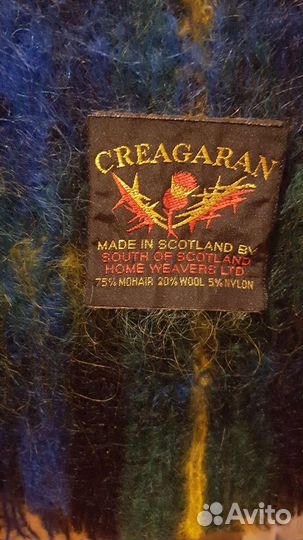 CREAGARAN
MADE IN SCOTLAND BY
SOUTH OF SCOTLAND
HOME WEAVERS LTD
75% MOHAIR 20% WOOL 5% NYLON
Avito